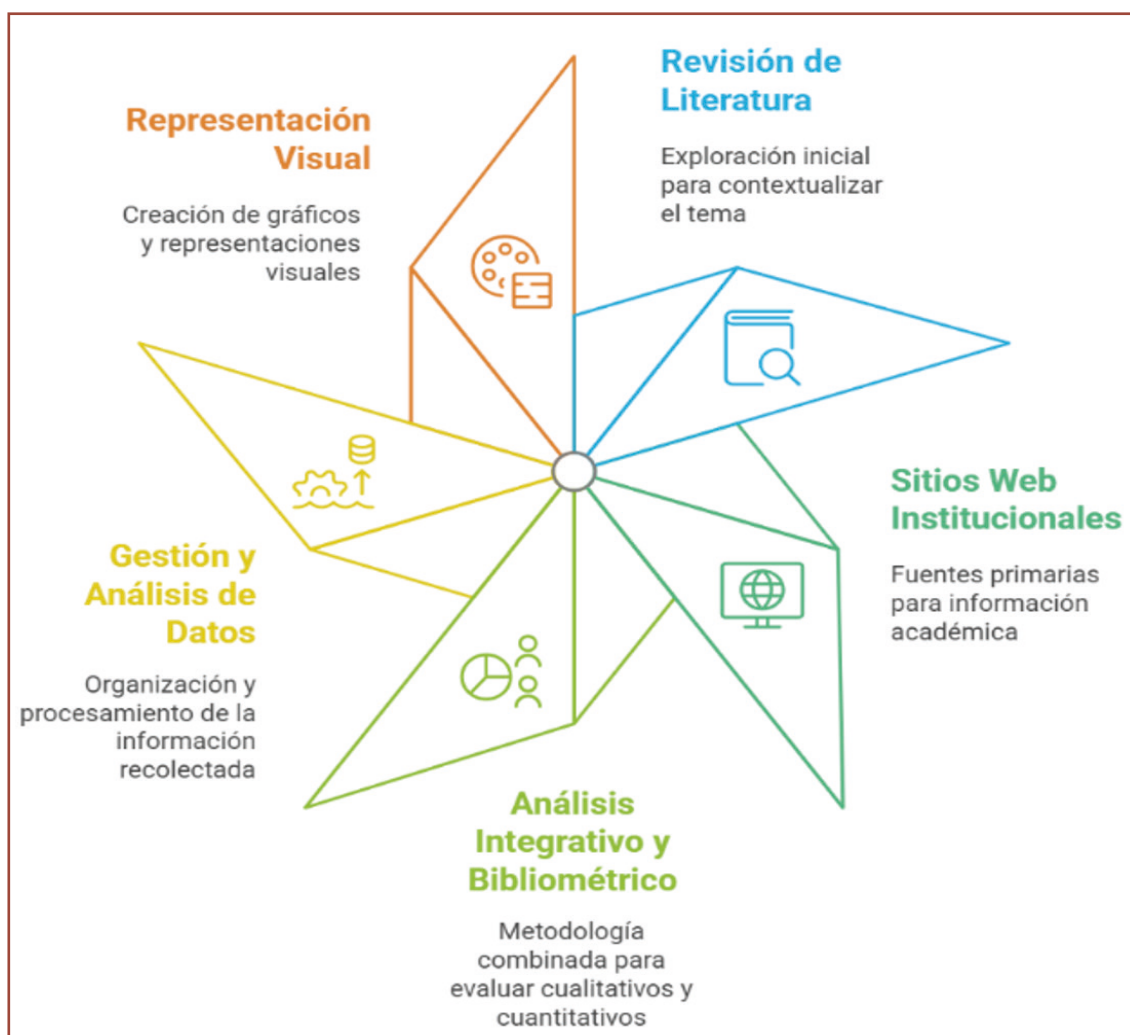 Revisión de
Literatura
Exploración inicial
para contextualizar
el tema
Sitios Web
Institucionales
Fuentes primarias
para información
académica
Análisis
Integrativo y
Bibliométrico
Metodología
combinada para
evaluar cualitativos y
cuantitativos
Gestión y
Análisis de
Datos
Organización y
procesamiento de la
información
recolectada
Representación
Visual
Creación de gráficos
y representaciones
visuales